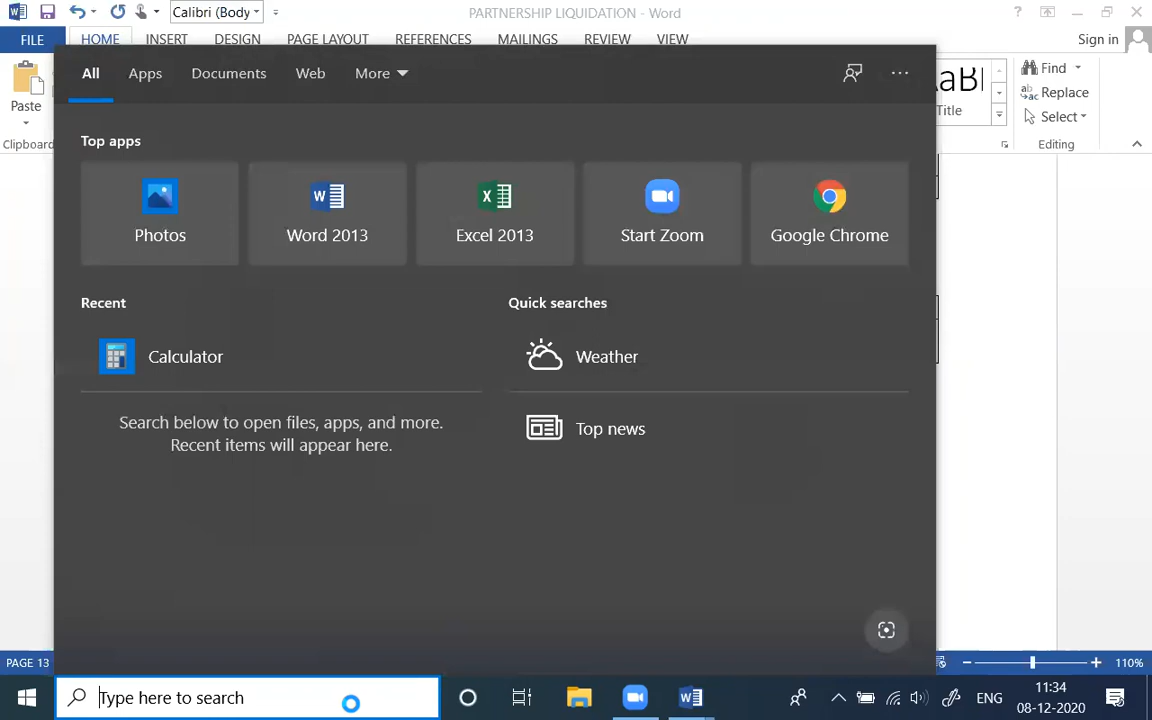 Calibri (Body
PARTNERSHIP LIQUIDATION - Word
FILE HOME INSERT DESIGN PAGE LAYOUT REFERENCES MAILINGS REVIEW VIEW Sign in
All Apps Documents Web More
Paste
Find
Replace
Select
Title
Clipboard
Editing
Top apps
Photos Word 2013 Excel 2013 Start Zoom Google Chrome
Recent Quick searches
Calculator Weather
Search below to open files, apps, and more.
Recent items will appear here.
Top news
PAGE 13 110%
Type here to search
ENG
11:34
08-12-2020